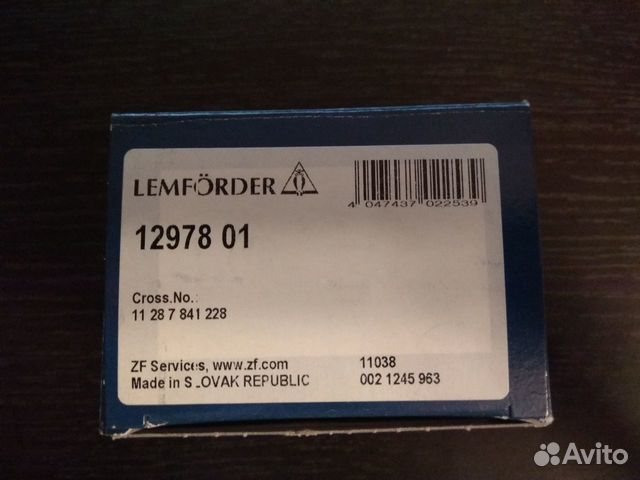 LEMFÖRDER
4 047437 022539
12978 01
Cross.No.:
11 28 7 841 228
ZF Services, www.zf.com 11038
Made in SLOVAK REPUBLIC 002 1245 963
Avito